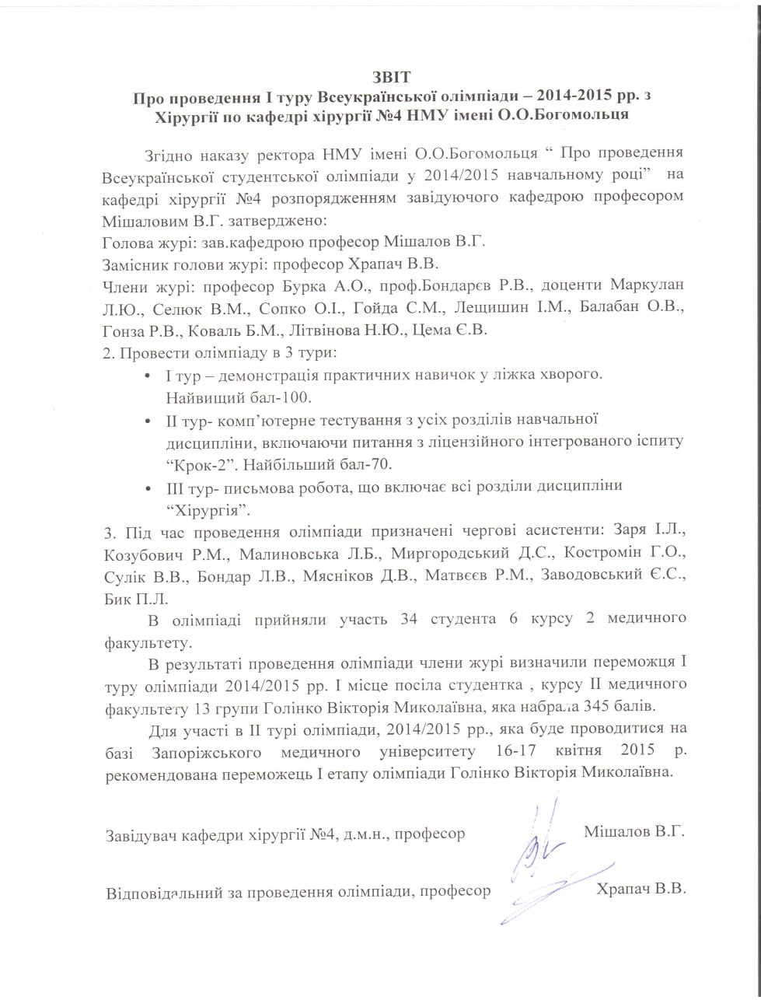 ЗВІТ
Про проведення І туру Всеукраїнської олімпіади – 2014-2015 рр. з
Хірургії по кафедрі хірургії №4 НМУ імені О.О.Богомольця
Згідно наказу ректора НМУ імені О.О.Богомольця “ Про проведення
Всеукраїнської студентської олімпіади у 2014/2015 навчальному році” на
кафедрі хірургії №4 розпорядженням завідуючого кафедрою професором
Мішаловим В.Г. затверджено:
Голова журі: зав.кафедрою професор Мішалов В.Г.
Замісник голови журі: професор Храпач В.В.
Члени журі: професор Бурка А.О., проф.Бондарєв Р.В., доценти Маркулан
Л.Ю., Селюк В.М., Сопко О.І., Гойда С.М., Лещишин І.М., Балабан О.В.,
Гонза Р.В., Коваль Б.М., Літвінова Н.Ю., Цема Є.В.
2. Провести олімпіаду в 3 тури:
• І тур – демонстрація практичних навичок у ліжка хворого.
Найвищий бал-100.
• ІІ тур- комп’ютерне тестування з усіх розділів навчальної
дисципліни, включаючи питання з ліцензійного інтегрованого іспиту
“Крок-2”. Найбільший бал-70.
• ІІІ тур- письмова робота, що включає всі розділи дисципліни
“Хірургія”.
3. Під час проведення олімпіади призначені чергові асистенти: Заря І.Л.,
Козубович Р.М., Малиновська Л.Б., Миргородський Д.С., Костромін Г.О.,
Сулік В.В., Бондар Л.В., Мясніков Д.В., Матвєєв Р.М., Заводовський Є.С.,
Бик П.Л.
В олімпіаді прийняли участь 34 студента 6 курсу 2 медичного
факультету.
В результаті проведення олімпіади члени журі визначили переможця І
туру олімпіади 2014/2015 рр. І місце посіла студентка , курсу ІІ медичного
факультету 13 групи Голінко Вікторія Миколаївна, яка набрала 345 балів.
Для участі в ІІ турі олімпіади, 2014/2015 рр., яка буде проводитися на
базі Запоріжського медичного університету 16-17 квітня 2015 р.
рекомендована переможець І етапу олімпіади Голінко Вікторія Миколаївна.
Завідувач кафедри хірургії №4, д.м.н., професор Мішалов В.Г.
Відповідальний за проведення олімпіади, професор Храпач В.В.